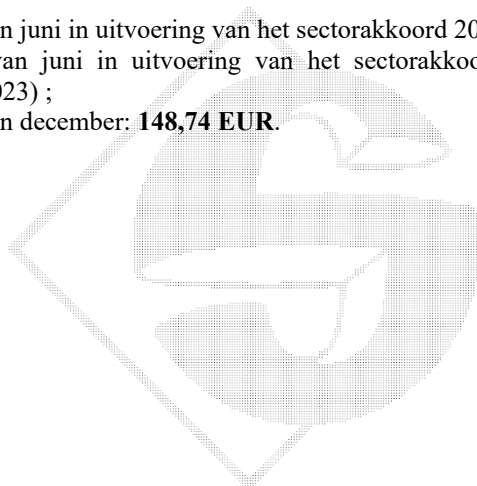 n juni in uitvoering van het sectorakkoord 20
van juni in uitvoering van het sectorakkoo
023) ;
n december: 148,74 EUR.